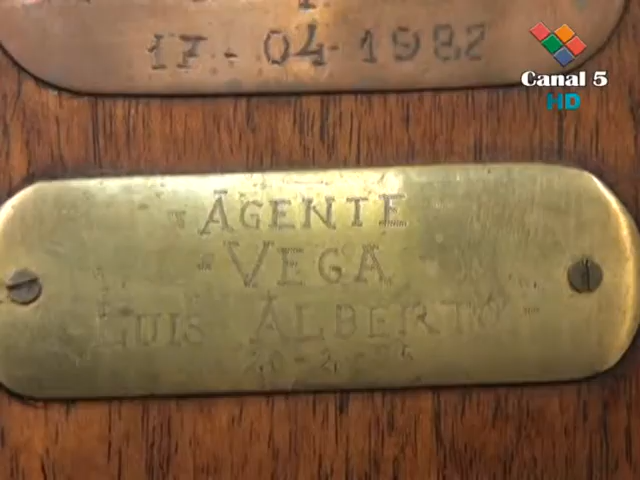 17-04-1982
Canal 5
HD
AGENTE
"VEGA
LUIS ALBERTO"